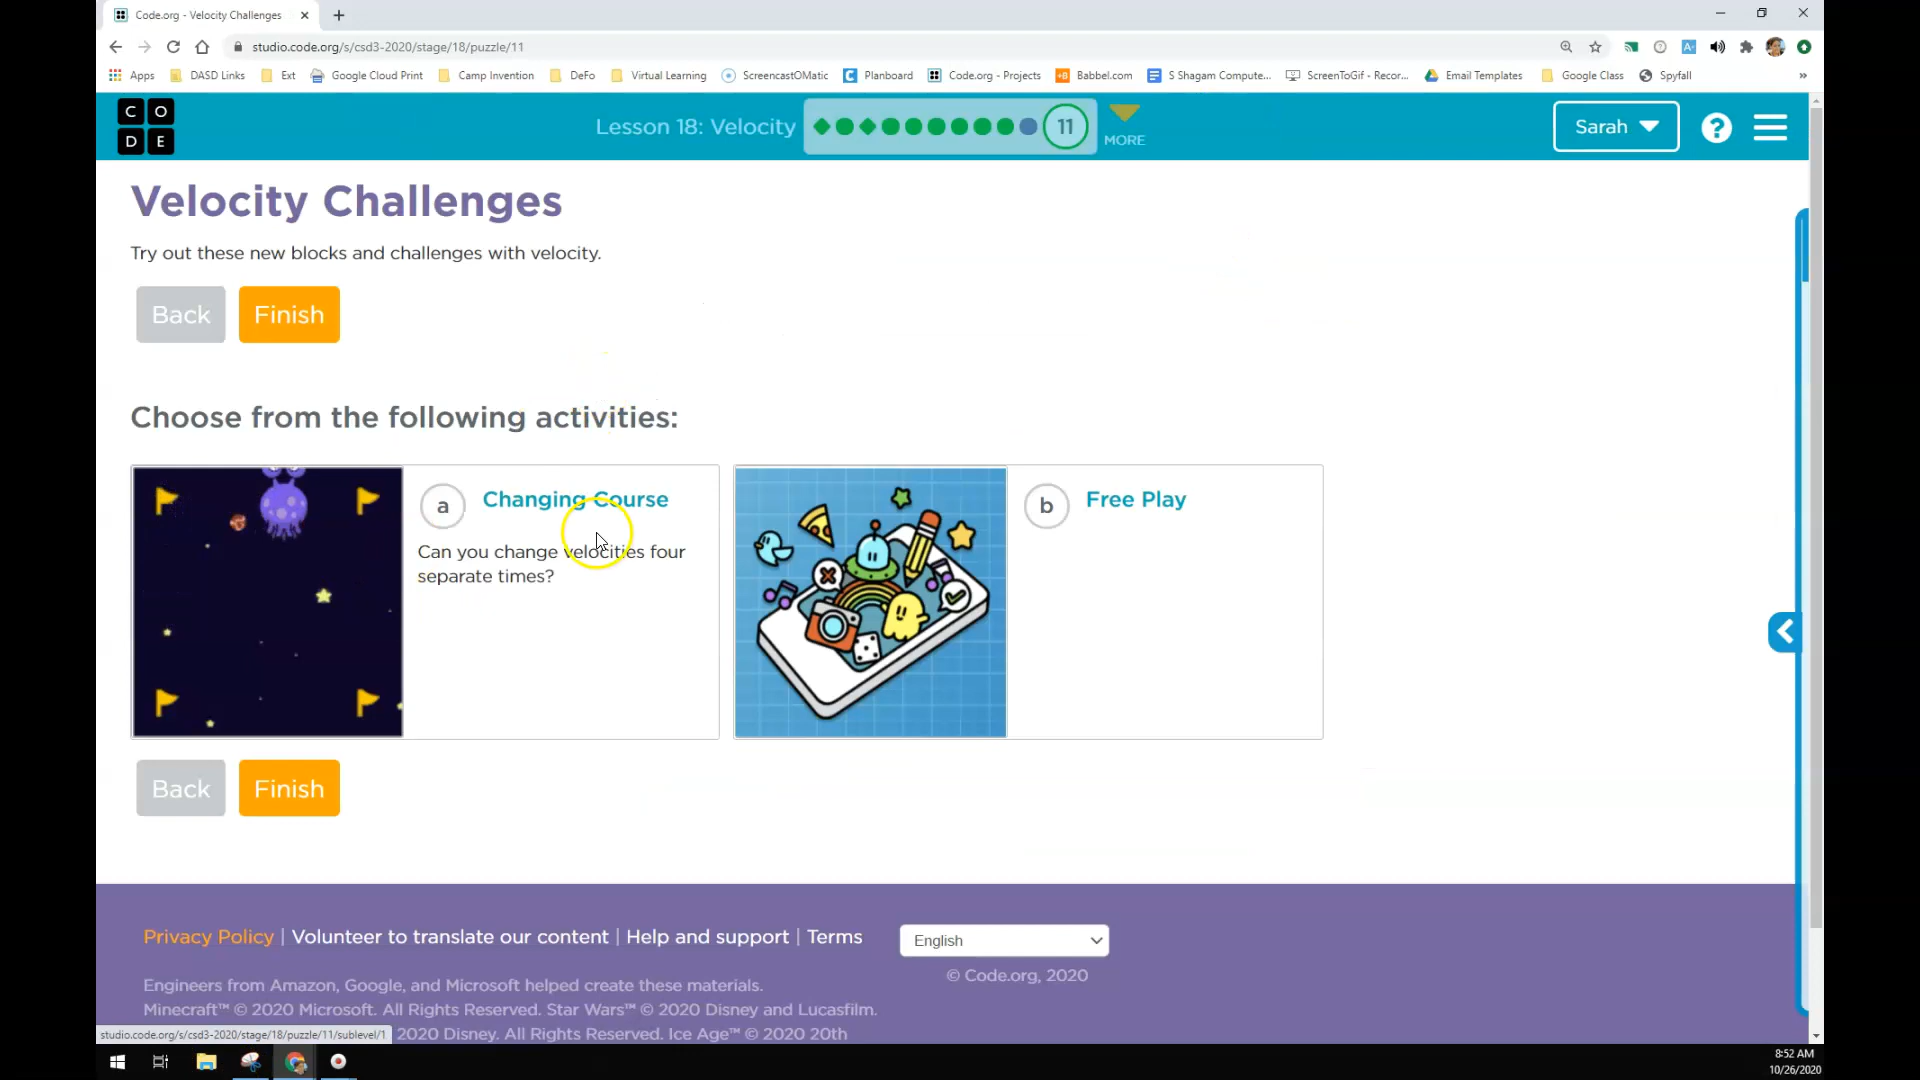 Code.org - Velocity Challenges
studio.code.org/s/csd3-2020/stage/18/puzzle/11
Apps DASD Links Ext Google Cloud Print Camp Invention DeFo Virtual Learning ScreencastOMatic Planboard Code.org - Projects Babbel.com S Shagam Compute... ScreenToGif - Recor... Email Templates Google Class Spyfall »
C O
D E
Lesson 18: Velocity
11
MORE
Sarah
?
Velocity Challenges
Try out these new blocks and challenges with velocity.
Back Finish
Choose from the following activities:
a Changing Course
Can you change velocities four
separate times?
b Free Play
Back Finish
Privacy Policy | Volunteer to translate our content | Help and support | Terms
English
© Code.org, 2020
Engineers from Amazon, Google, and Microsoft helped create these materials.
Minecraft™ © 2020 Microsoft. All Rights Reserved. Star Wars™ © 2020 Disney and Lucasfilm.
2020 Disney. All Rights Reserved. Ice Age™ © 2020 20th
studio.code.org/s/csd3-2020/stage/18/puzzle/11/sublevel/1
8:52 AM
10/26/2020